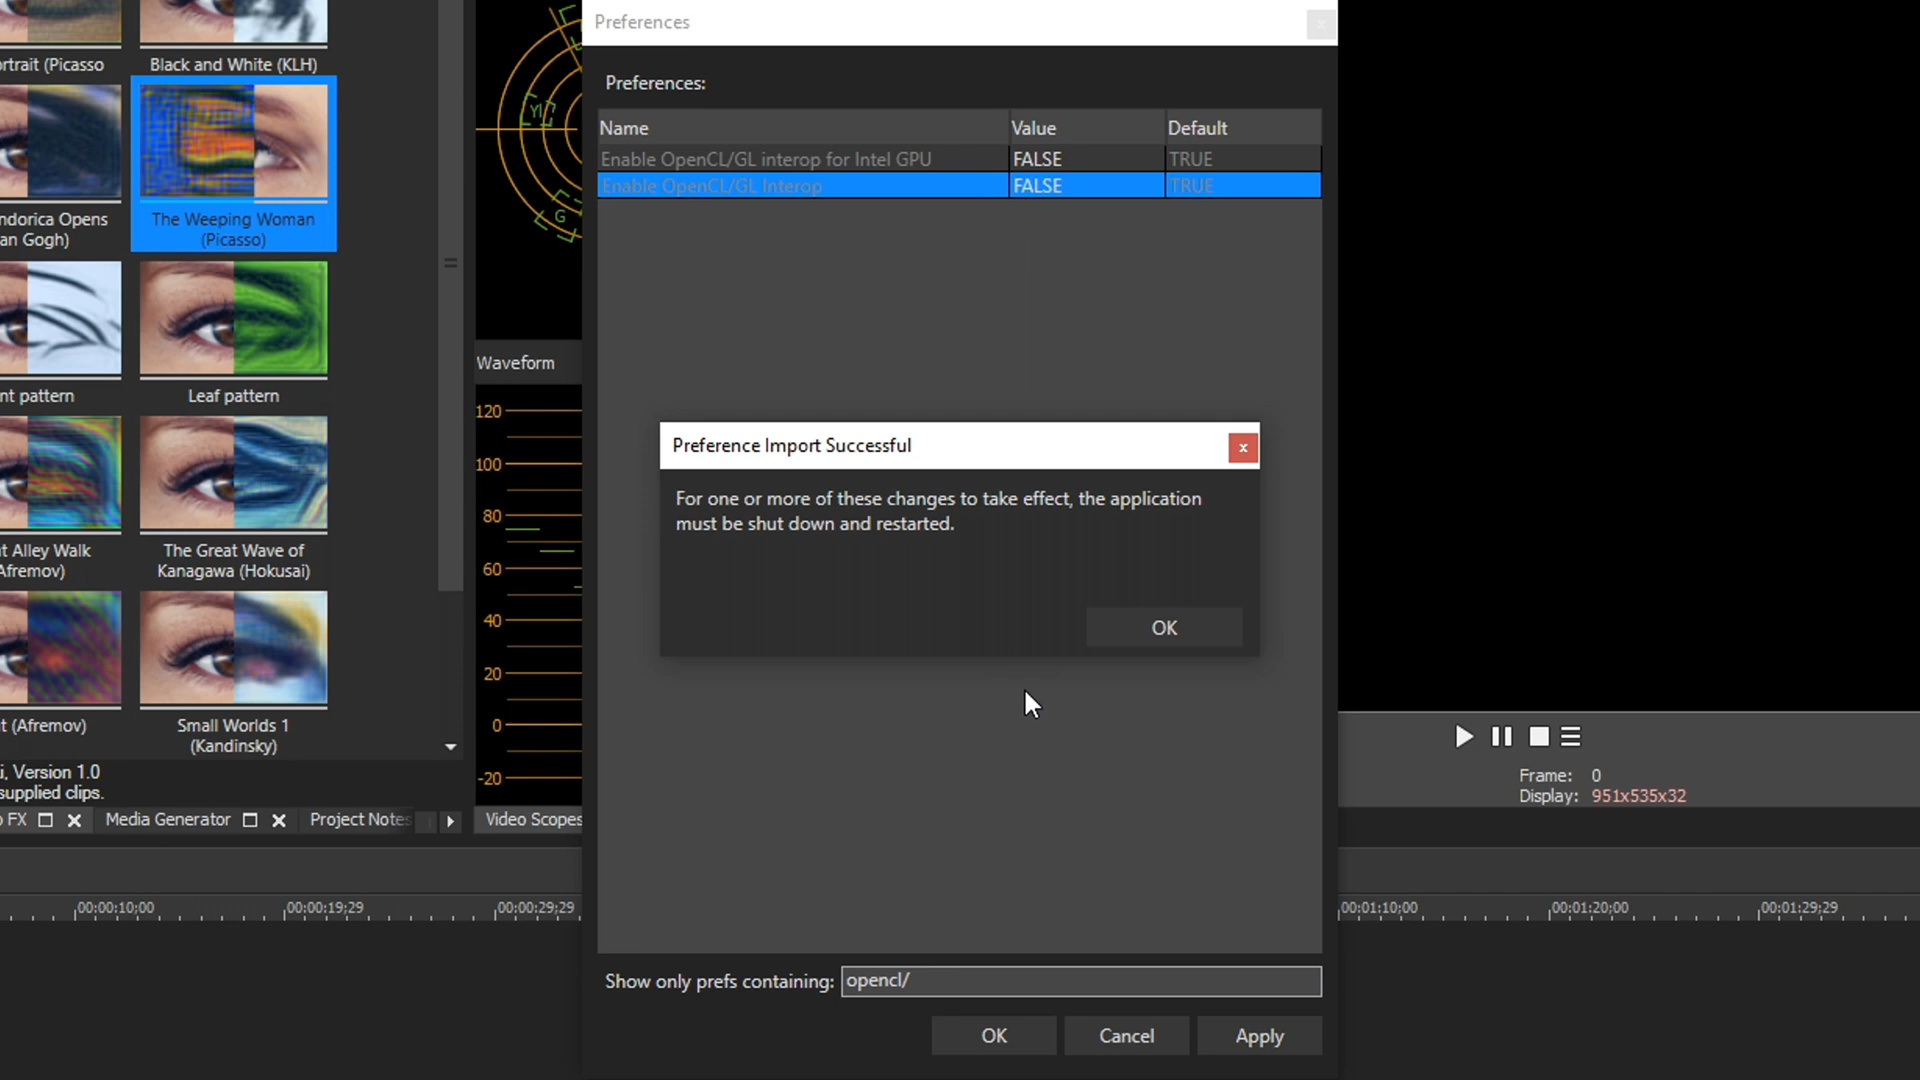 Preferences
x
Preferences:
Name Value Default
Enable OpenCL/GL interop for Intel GPU FALSE TRUE
Enable OpenCL/GL Interop FALSE TRUE
Preference Import Successful
x
For one or more of these changes to take effect, the application
must be shut down and restarted.
OK
Show only prefs containing: opencl/
OK Cancel Apply
ortrait (Picasso
Black and White (KLH)
ndorica Opens
an Gogh)
The Weeping Woman
(Picasso)
nt pattern
Leaf pattern
t Alley Walk
Afremov)
The Great Wave of
Kanagawa (Hokusai)
t (Afremov)
Small Worlds 1
(Kandinsky)
i, Version 1.0
supplied clips.
o FX
Media Generator
Project Notes
YI
G
Waveform
120
100
80
60
40
20
0
-20
Video Scopes
Frame: 0
Display: 951x535x32
00:00:10;00 00:00:19;29 00:00:29;29 00:01:10;00 00:01:20;00 00:01:29;29